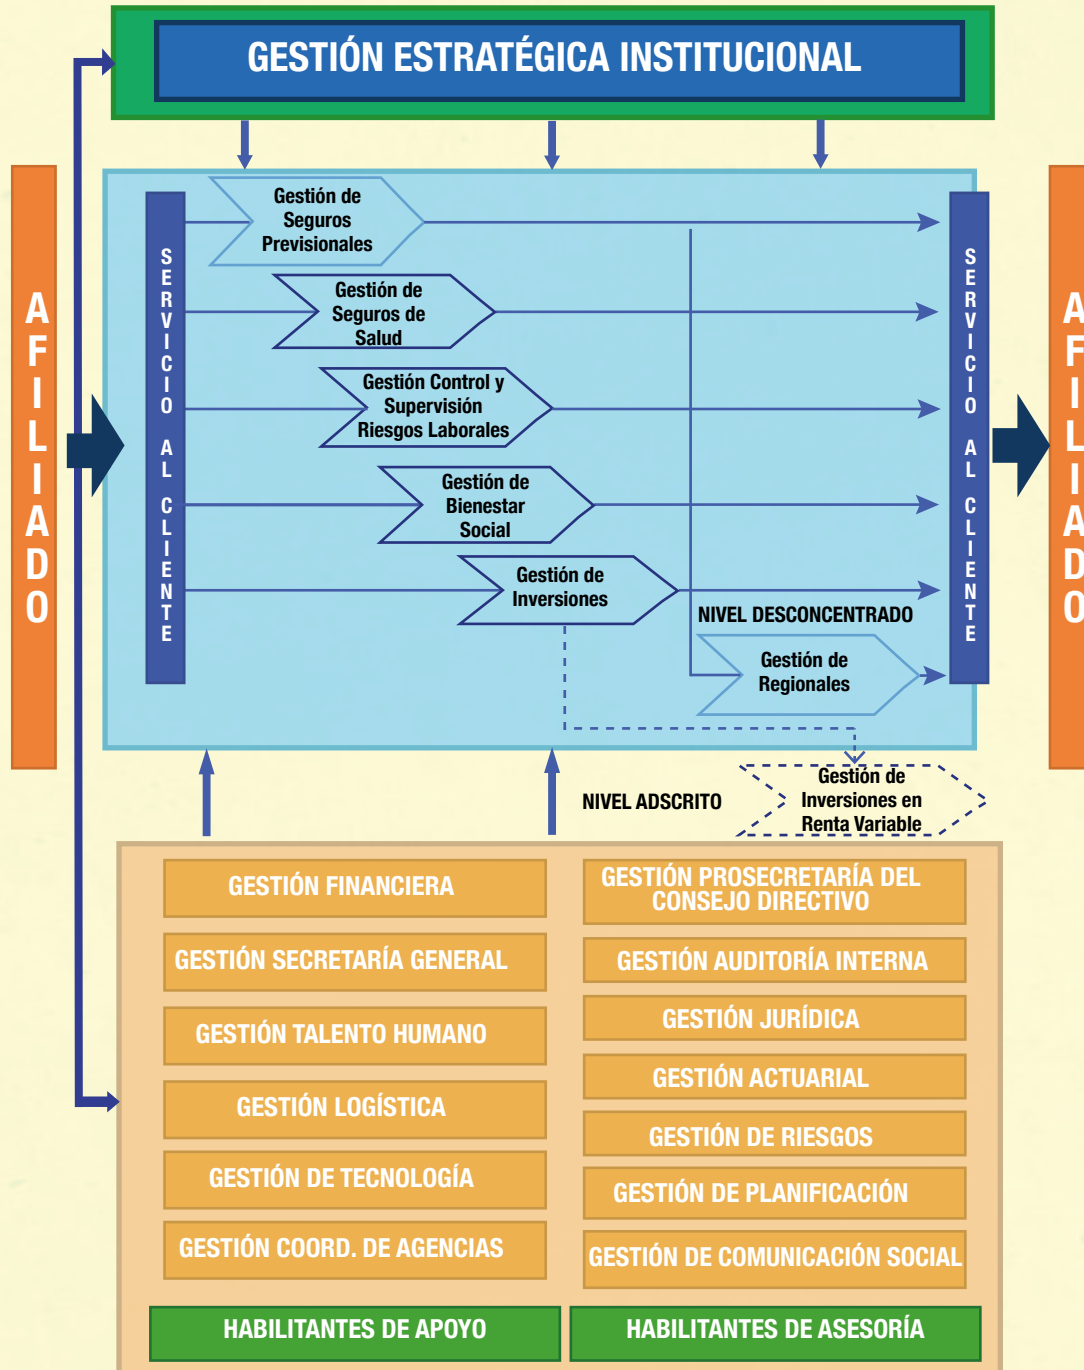 GESTIÓN ESTRATÉGICA INSTITUCIONAL
AFILIADO
SERVICIO AL CLIENTE
Gestión de
Seguros
Previsionales
Gestión de
Seguros de
Salud
Gestión Control y
Supervisión
Riesgos Laborales
Gestión de
Bienestar
Social
Gestión de
Inversiones
NIVEL DESCONCENTRADO
Gestión de
Regionales
SERVICIO AL CLIENTE
AFILIADO
NIVEL ADSCRITO
Gestión de
Inversiones en
Renta Variable
GESTIÓN FINANCIERA
GESTIÓN SECRETARÍA GENERAL
GESTIÓN TALENTO HUMANO
GESTIÓN LOGÍSTICA
GESTIÓN DE TECNOLOGÍA
GESTIÓN COORD. DE AGENCIAS
HABILITANTES DE APOYO
GESTIÓN PROSECRETARÍA DEL
CONSEJO DIRECTIVO
GESTIÓN AUDITORÍA INTERNA
GESTIÓN JURÍDICA
GESTIÓN ACTUARIAL
GESTIÓN DE RIESGOS
GESTIÓN DE PLANIFICACIÓN
GESTIÓN DE COMUNICACIÓN SOCIAL
HABILITANTES DE ASESORÍA